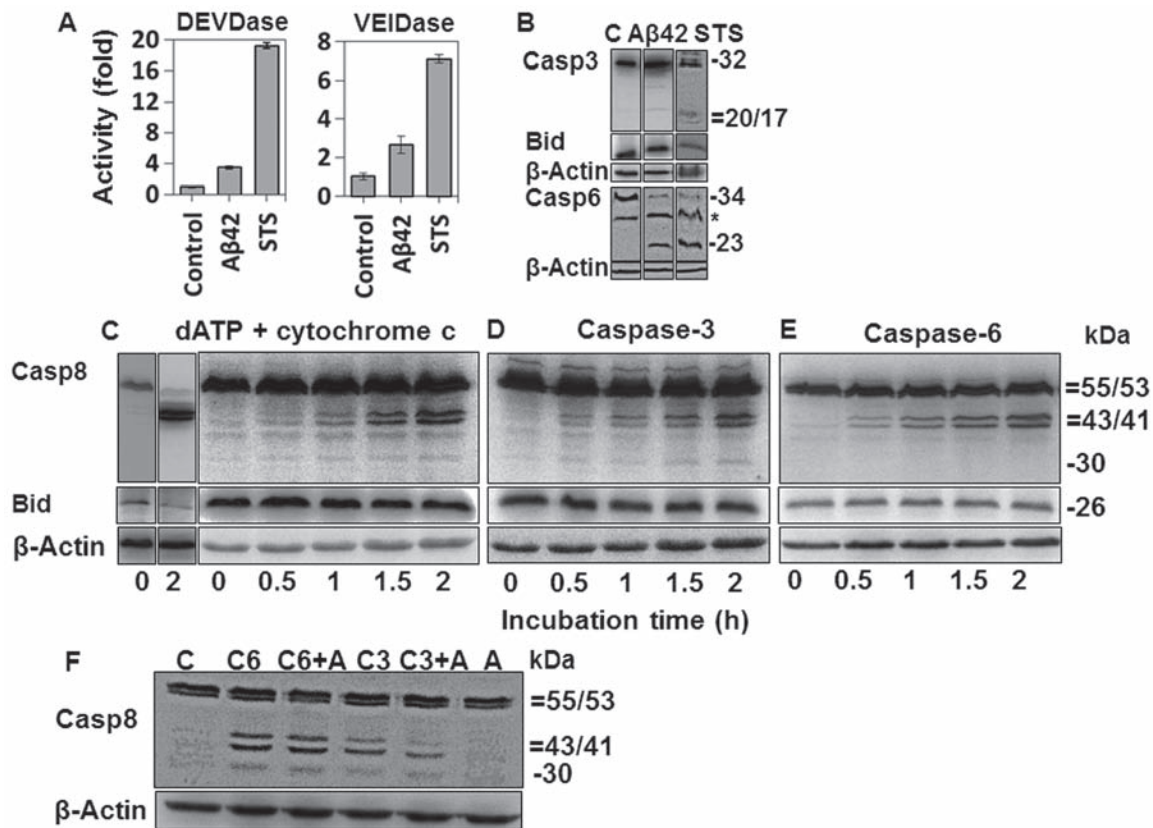 A
DEVDase
VEIDase
Activity (fold)
20
16
12
8
4
0
Control
Aβ42
STS
8
6
4
2
0
Control
Aβ42
STS
B
C Aβ42 STS
Casp3
-32
=20/17
Bid
β-Actin
Casp6
-34
*
-23
β-Actin
C dATP + cytochrome c
D Caspase-3
E Caspase-6
kDa
Casp8
=55/53
=43/41
-30
Bid
-26
β-Actin
0 2 0 0.5 1 1.5 2 0 0.5 1 1.5 2 0 0.5 1 1.5 2
Incubation time (h)
F
C C6 C6+A C3 C3+A A kDa
Casp8
=55/53
=43/41
-30
β-Actin